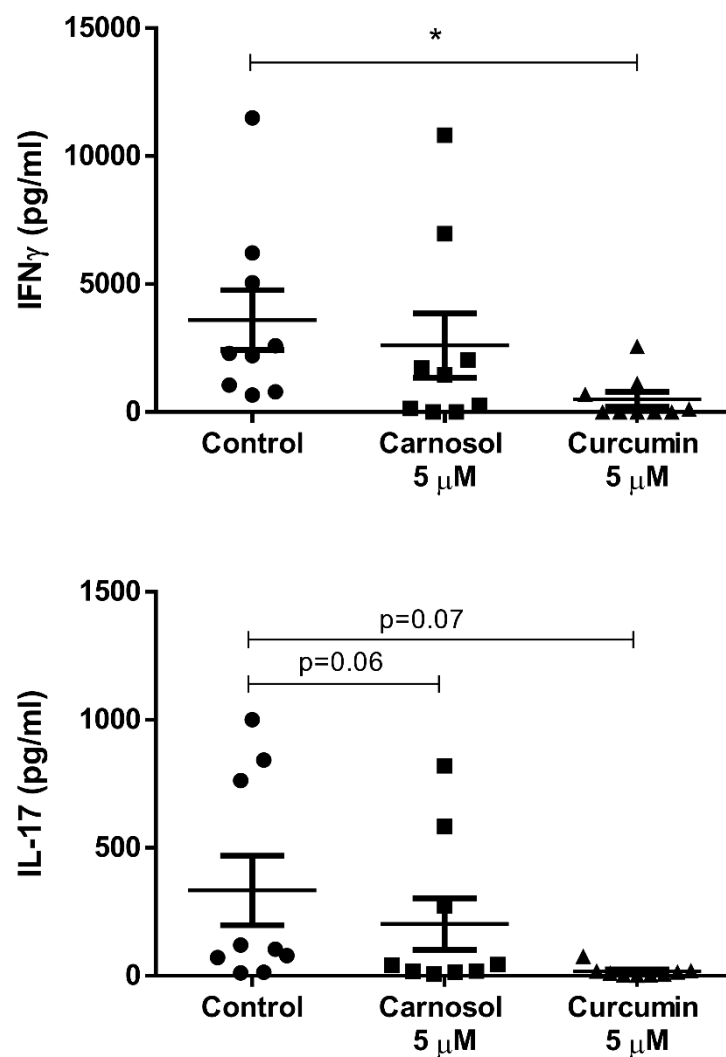 15000
*
10000
IFNγ (pg/ml)
5000
0
Control Carnosol Curcumin
5 μM 5 μM
1500
p=0.07
p=0.06
1000
IL-17 (pg/ml)
500
0
Control Carnosol Curcumin
5 μM 5 μM